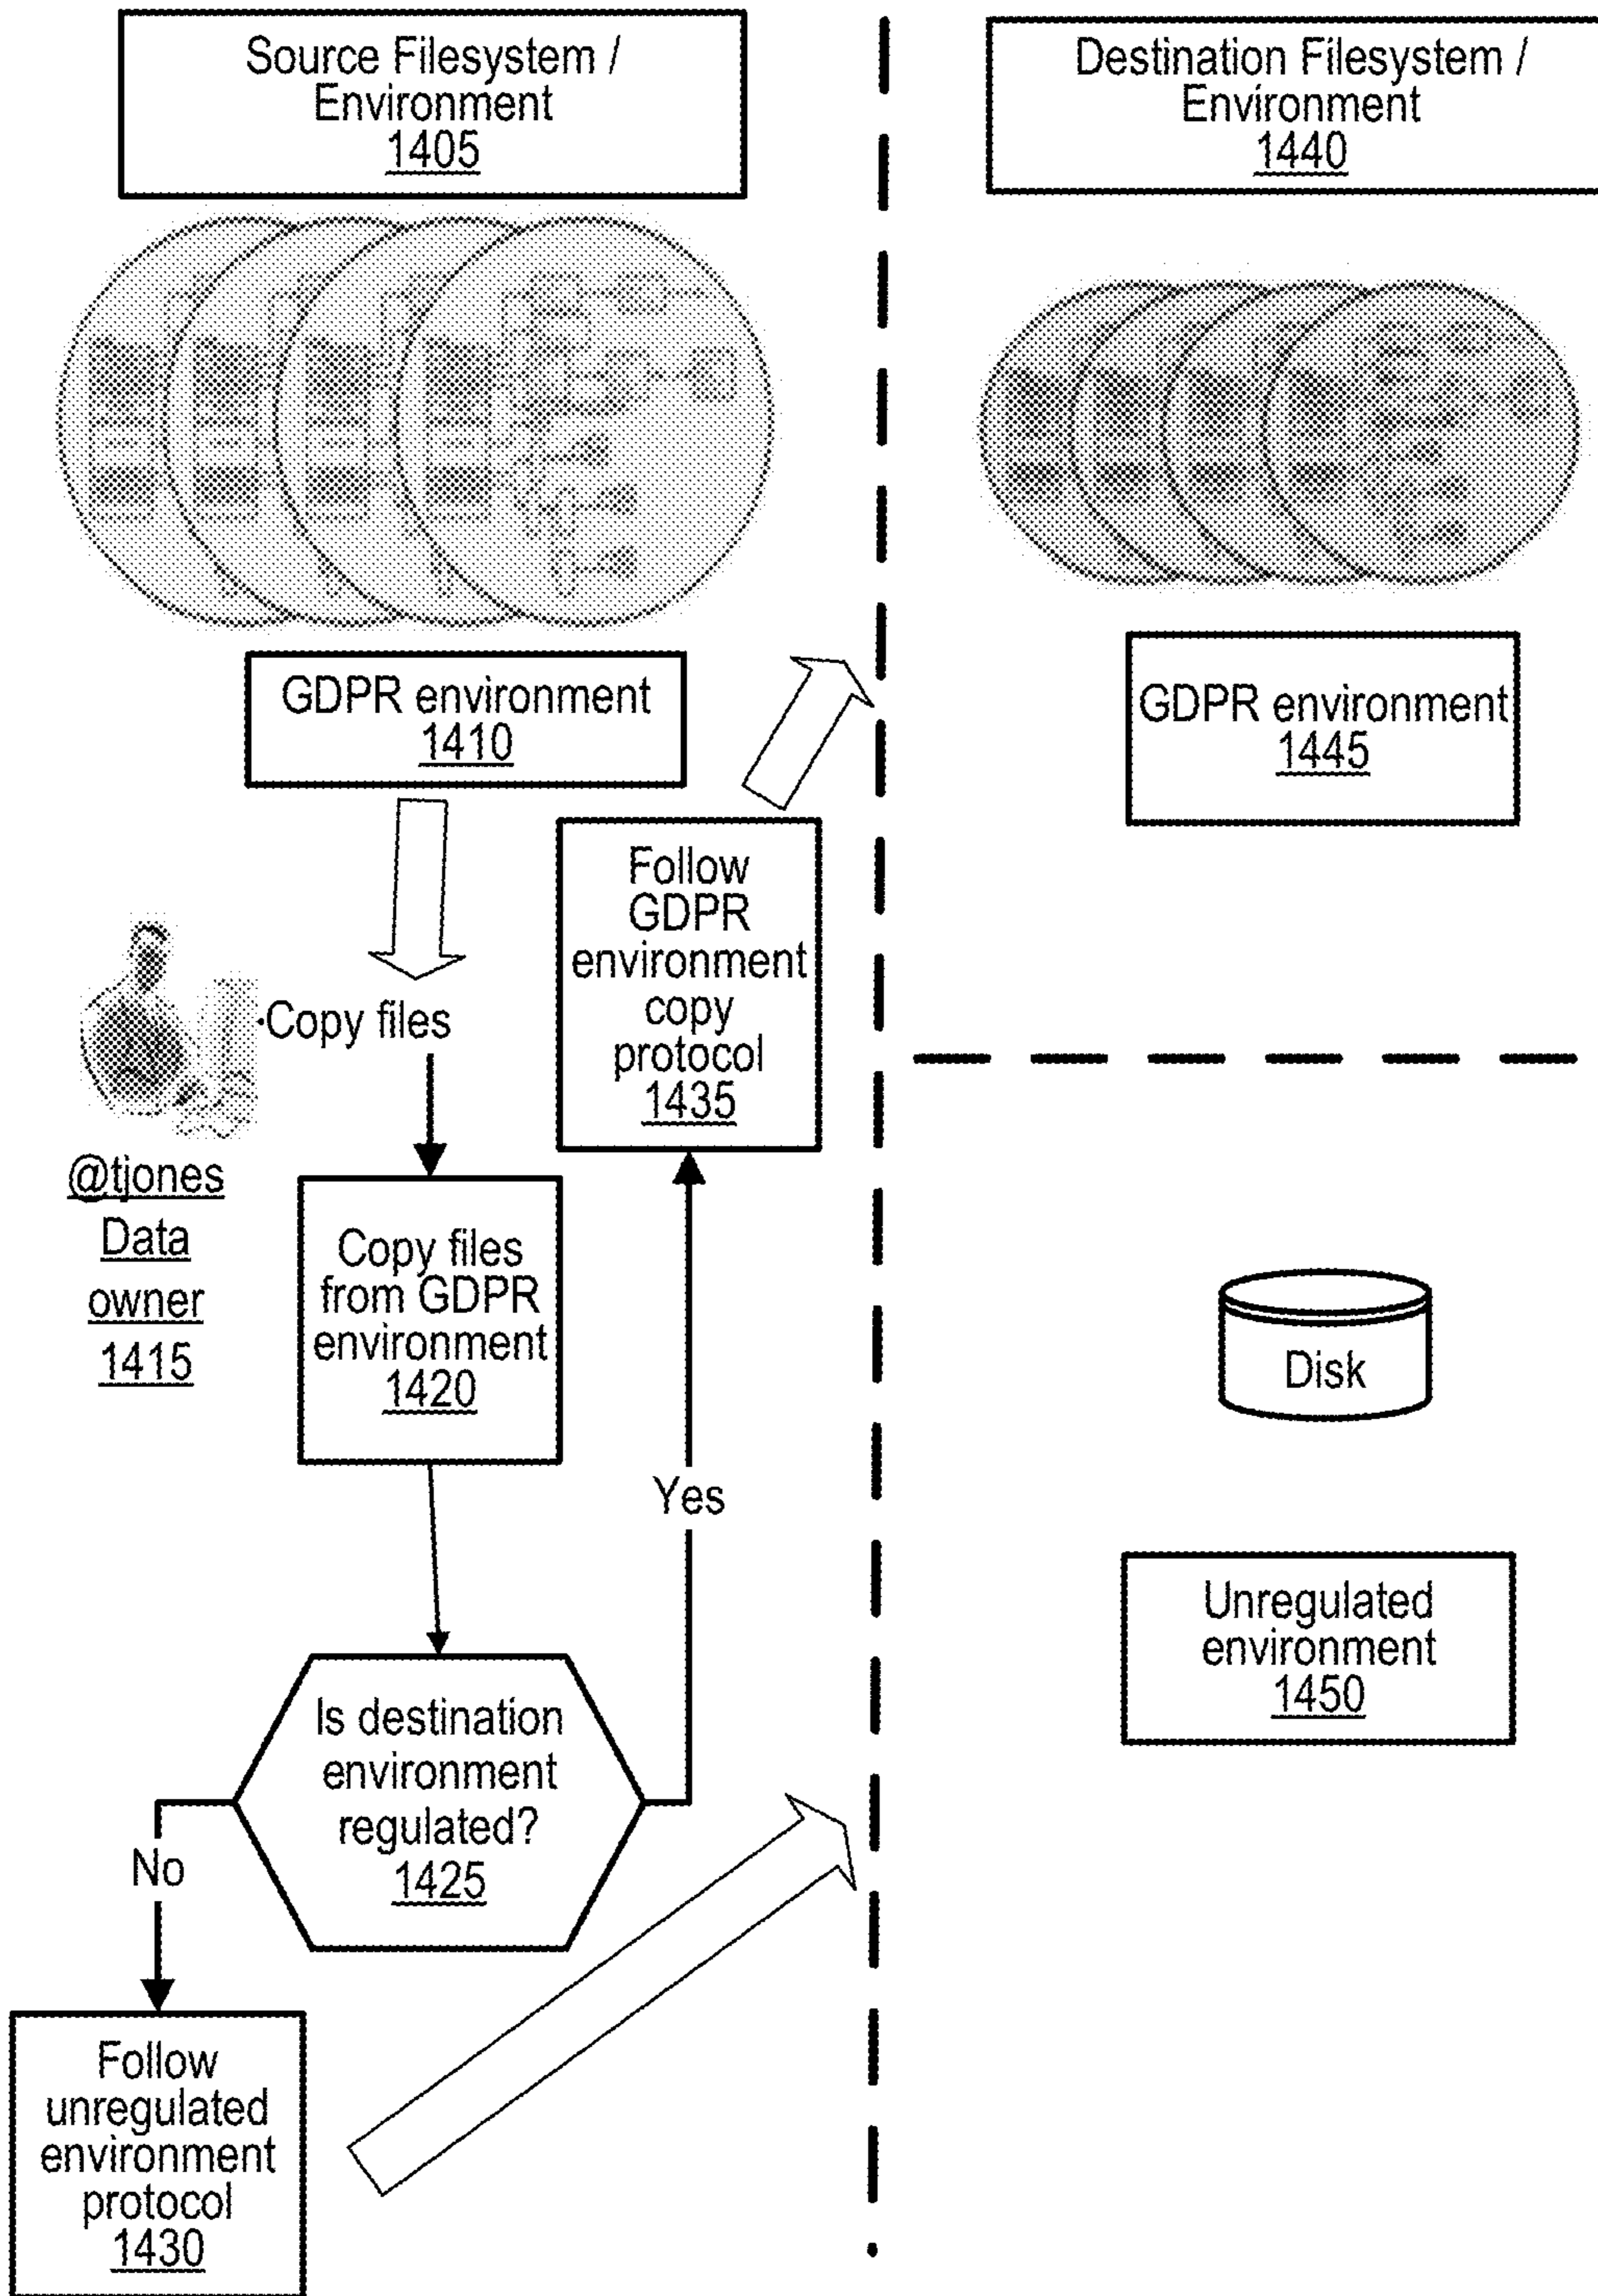 Source Filesystem /
Environment
1405
Destination Filesystem /
Environment
1440
GDPR environment
1410
GDPR environment
1445
Follow
GDPR
environment
copy
protocol
1435
Copy files
@tjones
Data
owner
1415
Copy files
from GDPR
environment
1420
Disk
Yes
Unregulated
environment
1450
Is destination
environment
regulated?
1425
No
Follow
unregulated
environment
protocol
1430